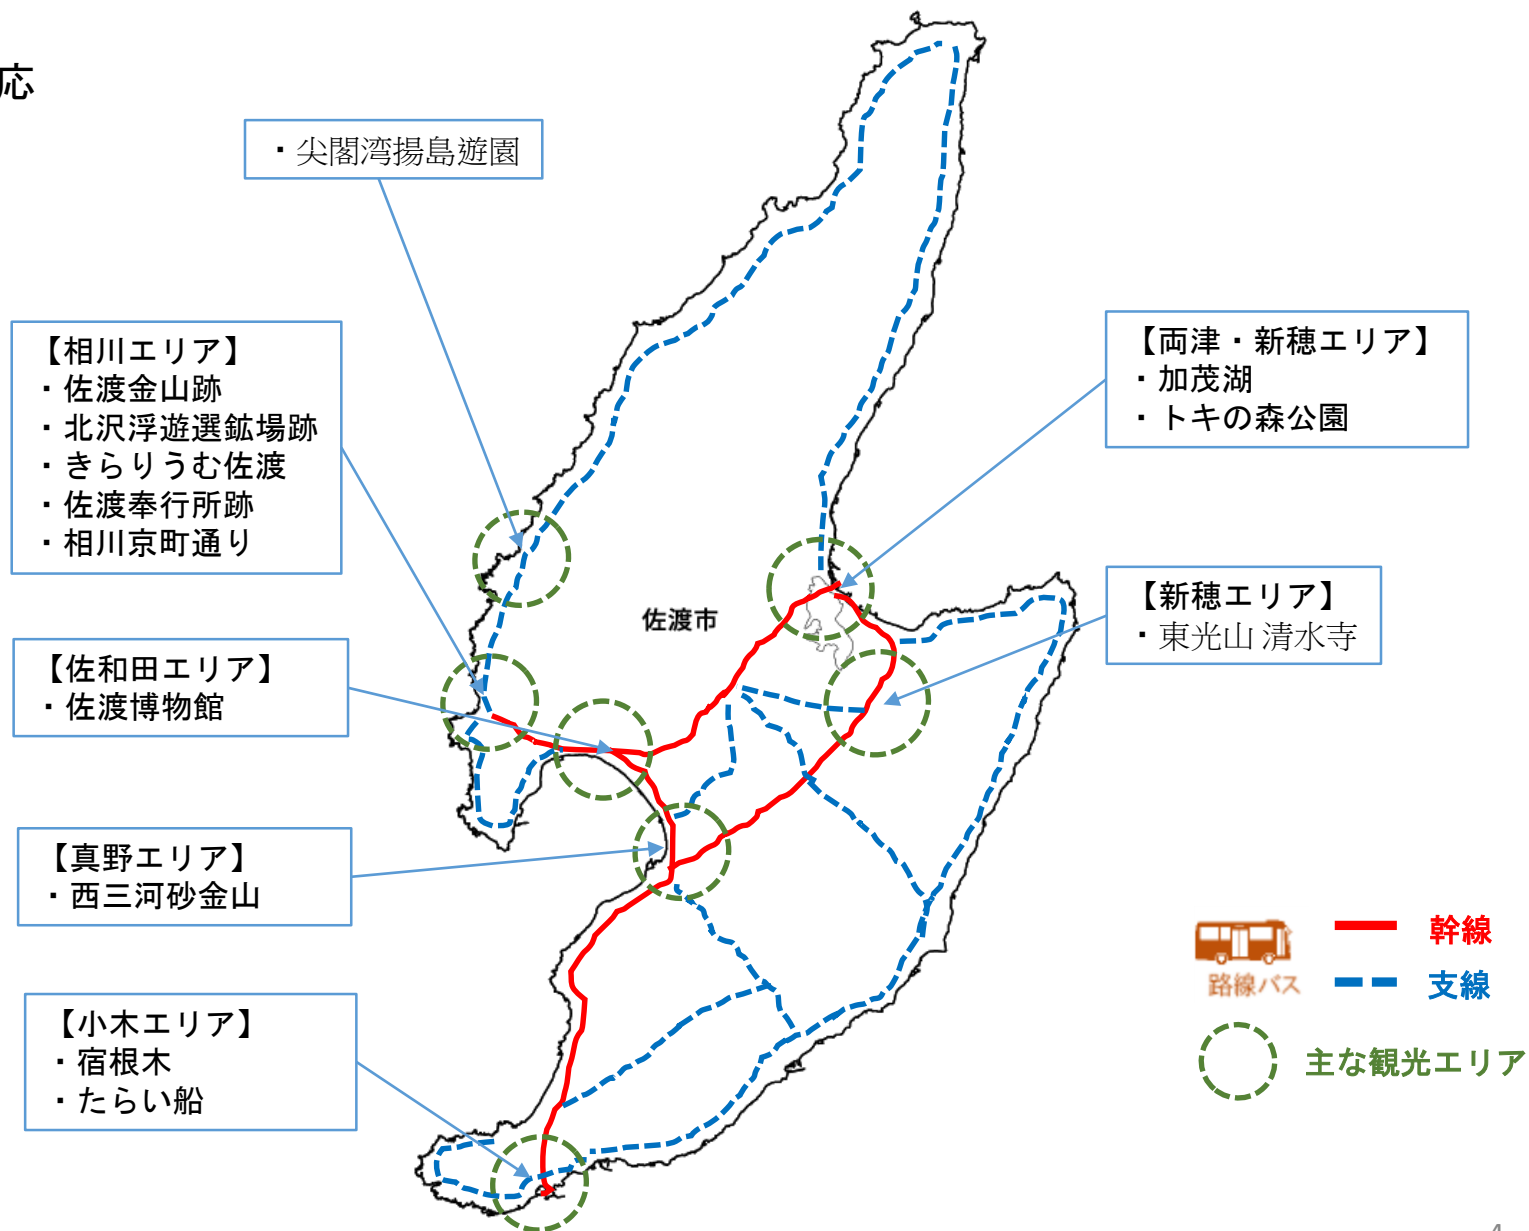 応
・尖閣湾揚島遊園
【相川エリア】
・佐渡金山跡
・北沢浮遊選鉱場跡
・きらりうむ佐渡
・佐渡奉行所跡
・相川京町通り
【両津・新穂エリア】
・加茂湖
・トキの森公園
佐渡市
【新穂エリア】
・東光山 清水寺
【佐和田エリア】
・佐渡博物館
【真野エリア】
・西三河砂金山
【小木エリア】
・宿根木
・たらい船
路線バス
幹線
支線
主な観光エリア